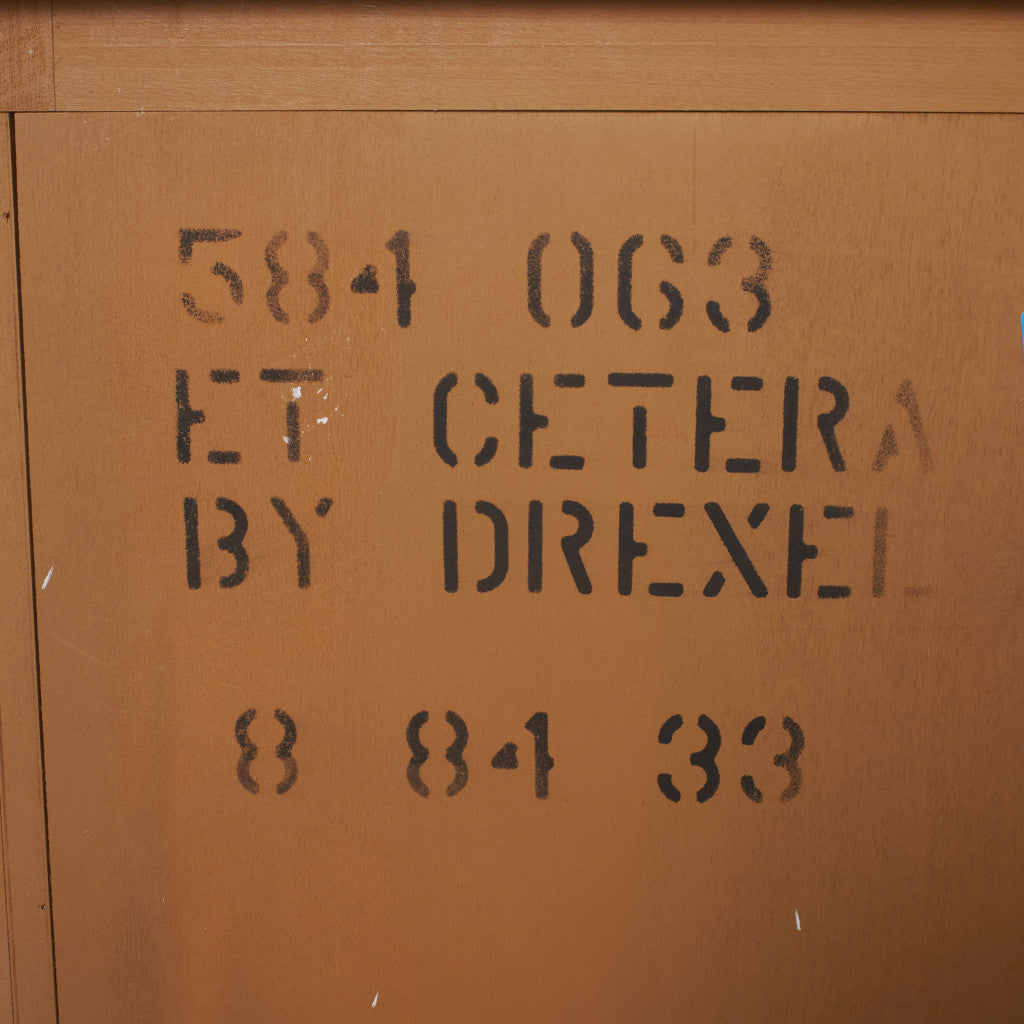 584 063
ET CETERA
BY DREXEL
8 84 33